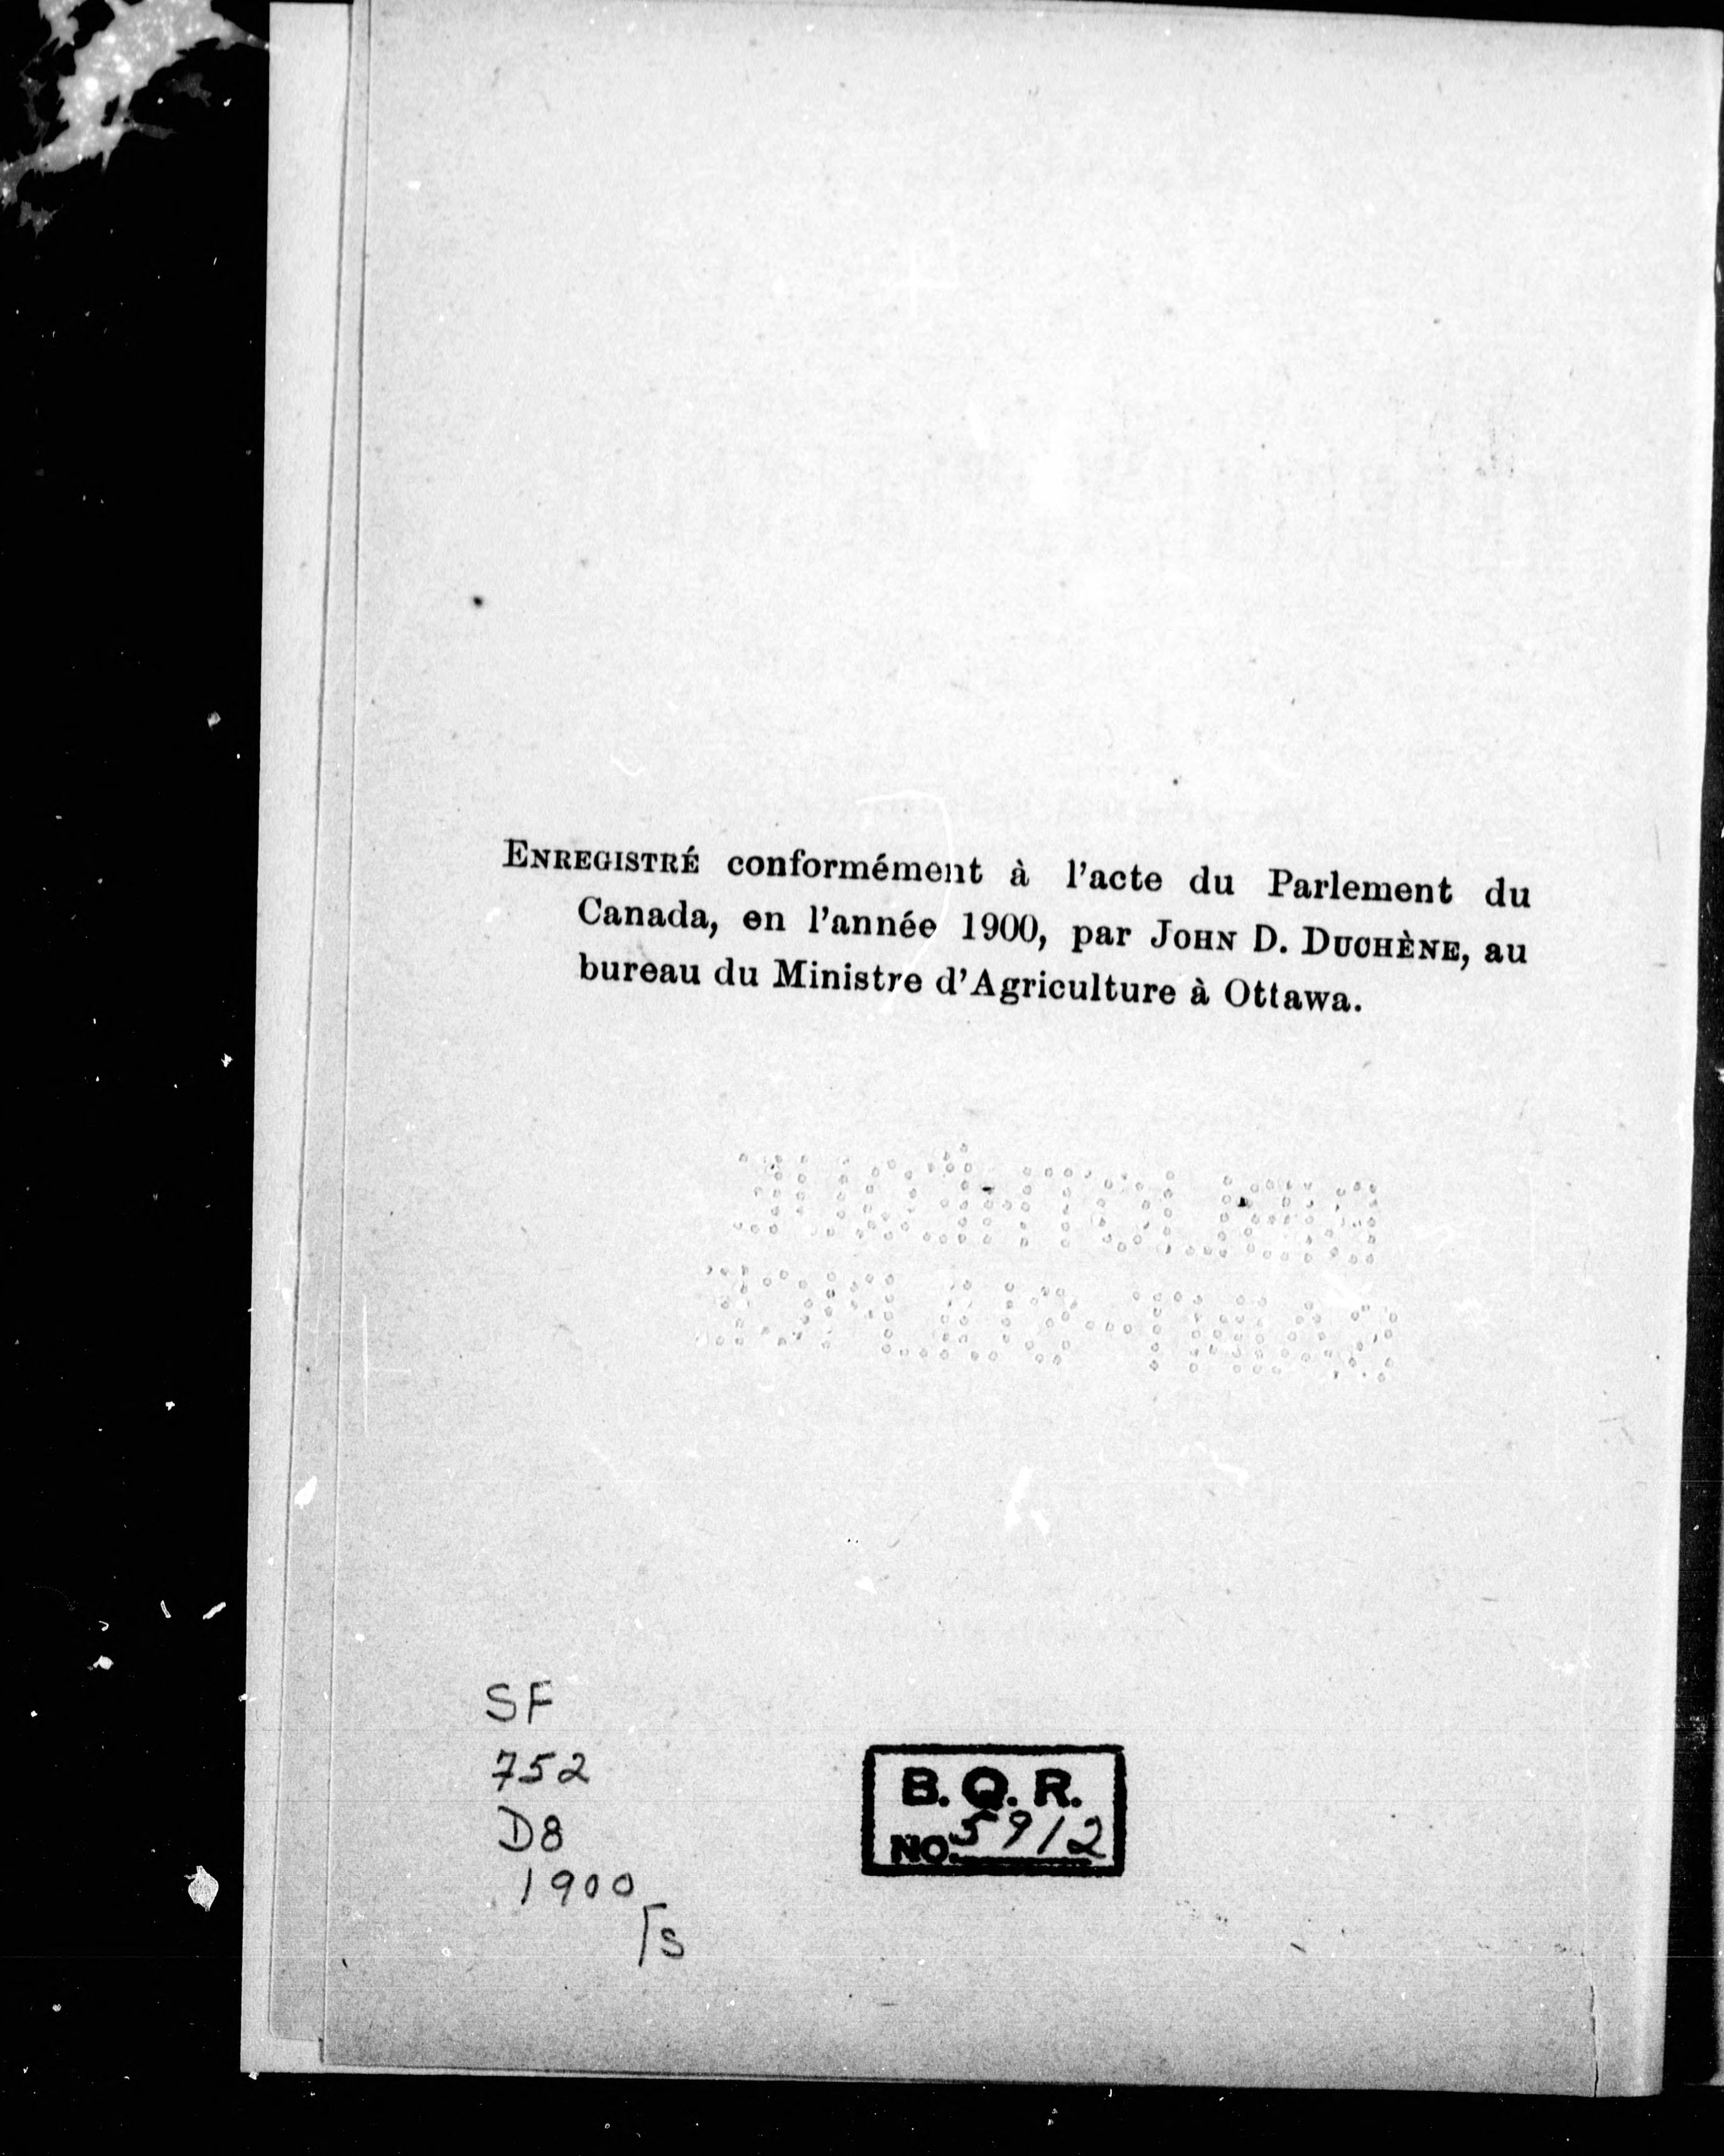 ENREGISTRÉ conformément à l'acte du Parlement du
Canada, en l'année 1900, par JOHN D. DUCHÈNE, au
bureau du Ministre d'Agriculture à Ottawa.
SF
752
D8
1900
B.Q.R.
NO. 5912